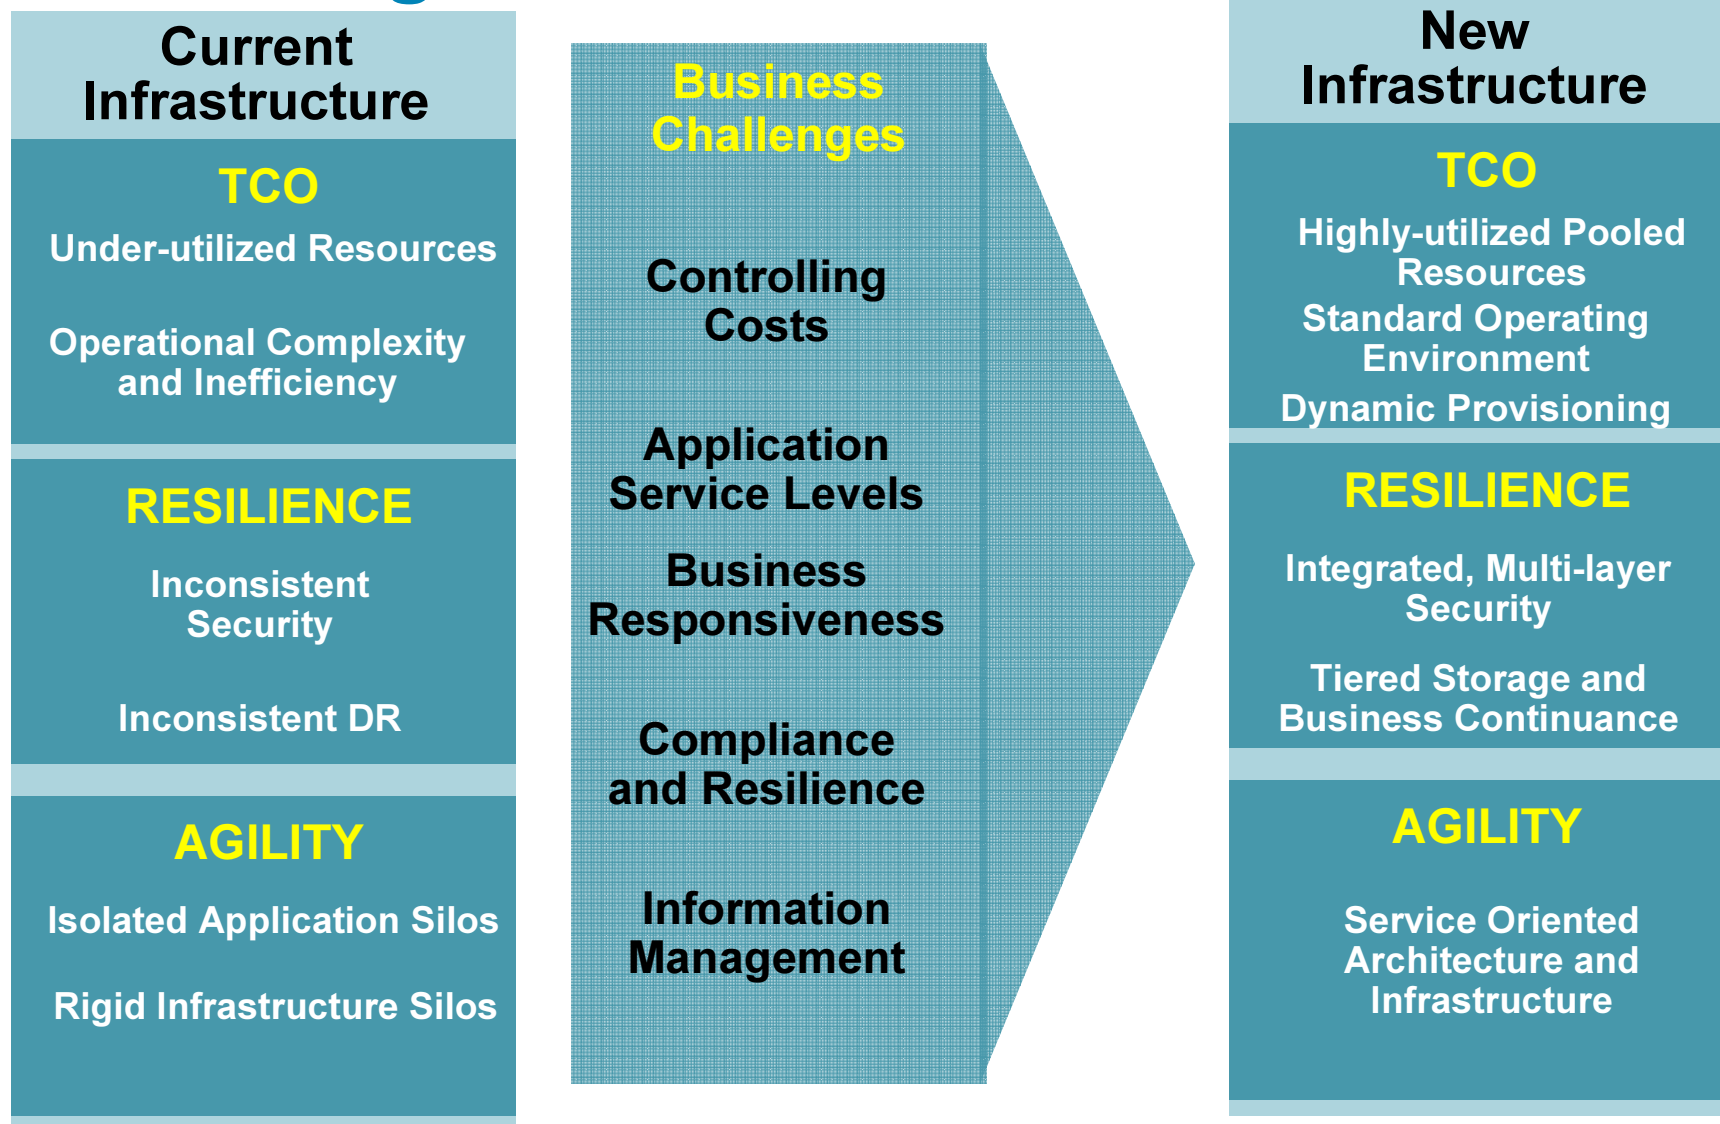 Current
Infrastructure
TCO
Under-utilized Resources
Operational Complexity
and Inefficiency
RESILIENCE
Inconsistent
Security
Inconsistent DR
AGILITY
Isolated Application Silos
Rigid Infrastructure Silos
Business
Challenges
Controlling
Costs
Application
Service Levels
Business
Responsiveness
Compliance
and Resilience
Information
Management
New
Infrastructure
TCO
Highly-utilized Pooled
Resources
Standard Operating
Environment
Dynamic Provisioning
RESILIENCE
Integrated, Multi-layer
Security
Tiered Storage and
Business Continuance
AGILITY
Service Oriented
Architecture and
Infrastructure